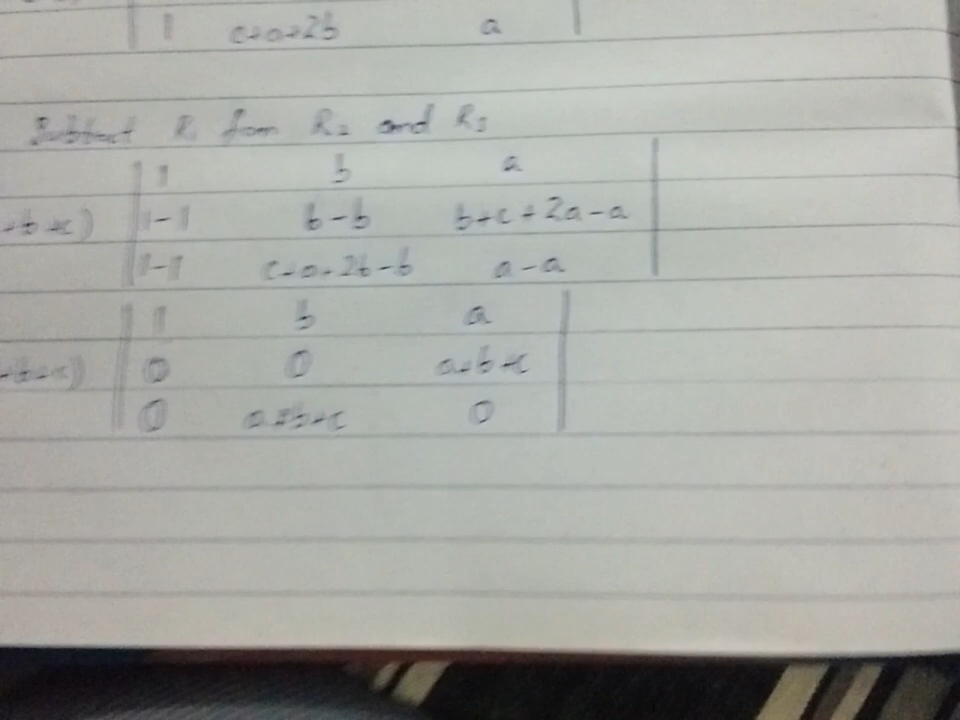 1 c+a+2b a
Subtract R1 from R2 and R3
1 b a
+b+c) 1-1 b-b b+c+2a-a
1-1 c+a+2b-b a-a
1 b a
+b+c) 0 0 a+b+c
0 a+b+c 0